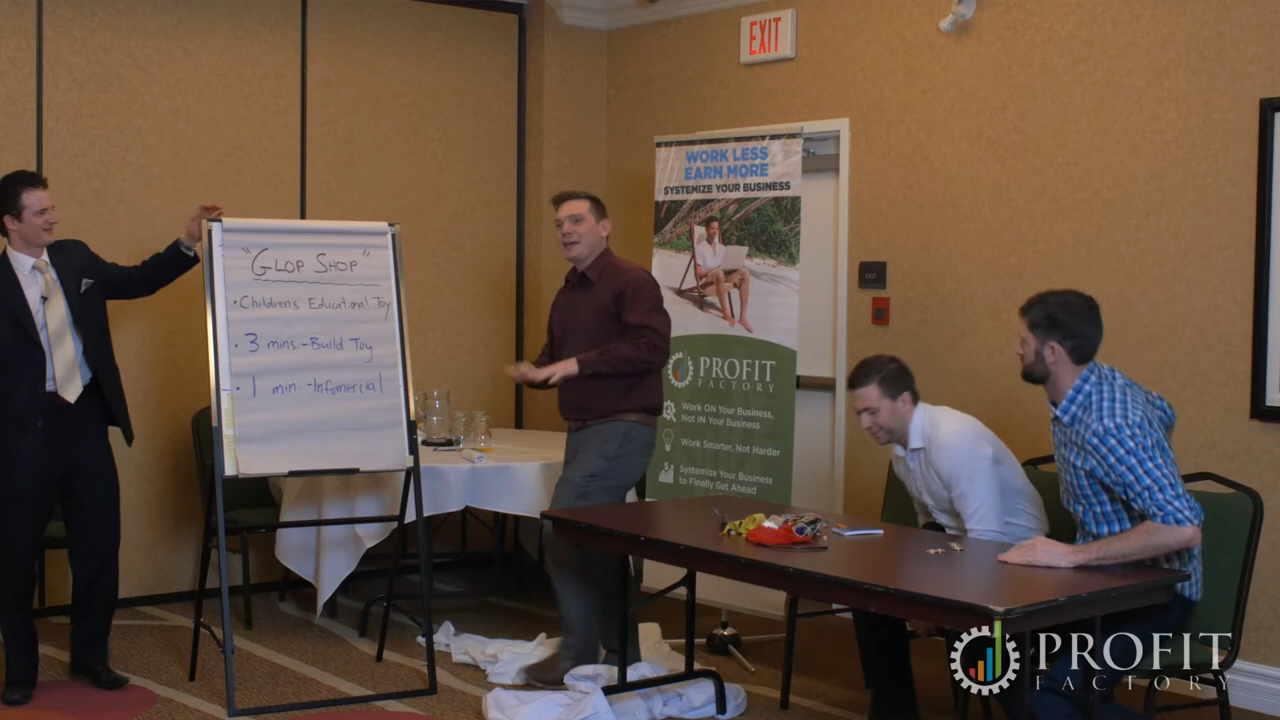 EXIT
WORK LESS
EARN MORE
SYSTEMIZE YOUR BUSINESS
"GLOP SHOP"
• Children's Educational Toy
• 3 mins. - Build Toy
• 1 min. - Infomercial
EXIT
PROFIT
FACTORY
Work ON Your Business,
Not IN Your Business
Work Smarter, Not Harder
Systemize Your Business
to Finally Get Ahead
PROFIT
FACTORY